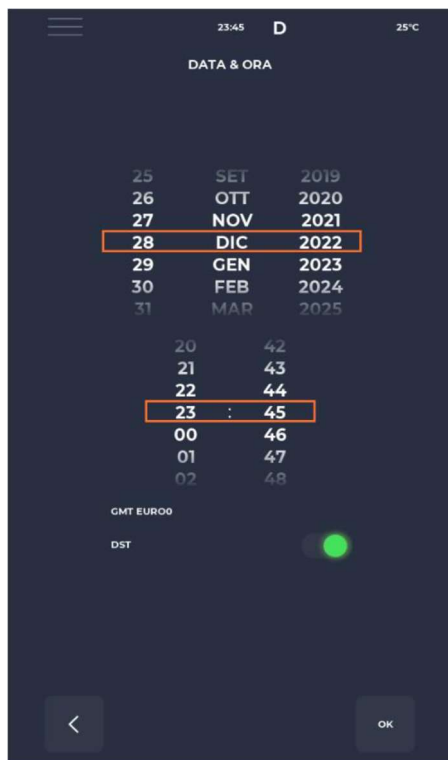 23:45 D 25°C
DATA & ORA
25 SET 2019
26 OTT 2020
27 NOV 2021
28 DIC 2022
29 GEN 2023
30 FEB 2024
31 MAR 2025
20 42
21 43
22 44
23 : 45
00 46
01 47
02 48
GMT EURO0
DST
OK